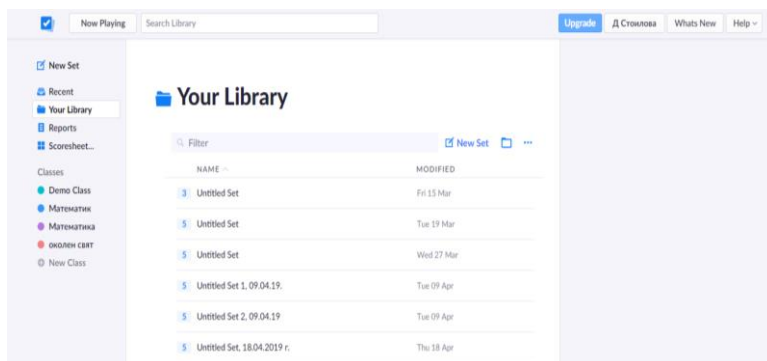 Now Playing
Search Library
Upgrade
Д Стоилова
Whats New
Help
New Set
Recent
Your Library
Reports
Scoresheet...
Classes
Demo Class
Математик
Математика
околен свят
New Class
Your Library
Filter
New Set
NAME MODIFIED
3 Untitled Set Fri 15 Mar
5 Untitled Set Tue 19 Mar
5 Untitled Set Wed 27 Mar
5 Untitled Set 1, 09.04.19. Tue 09 Apr
5 Untitled Set 2, 09.04.19 Tue 09 Apr
5 Untitled Set, 18.04.2019 г. Thu 18 Apr